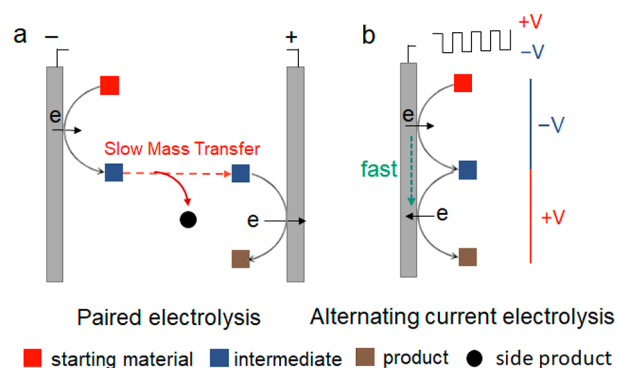 a
–
+
b
+V
−V
e
Slow Mass Transfer
e
e
fast
e
−V
+V
Paired electrolysis
Alternating current electrolysis
starting material
intermediate
product
side product